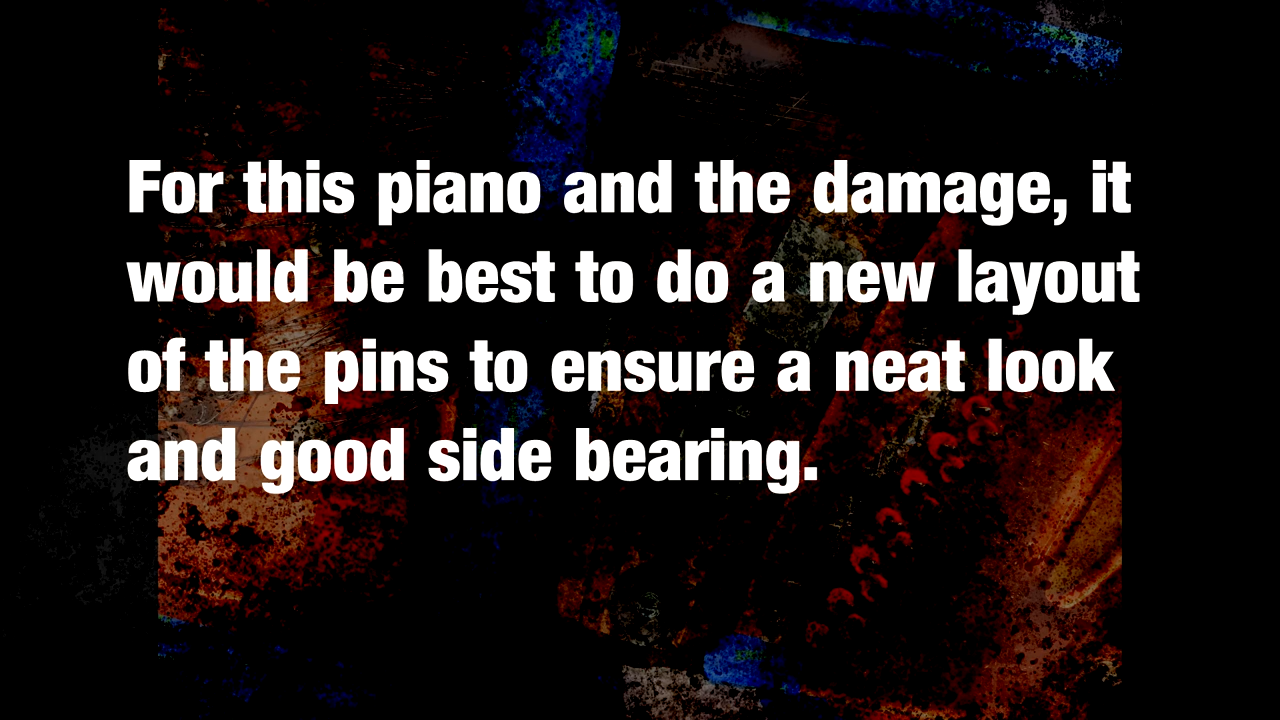 For this piano and the damage, it
would be best to do a new layout
of the pins to ensure a neat look
and good side bearing.